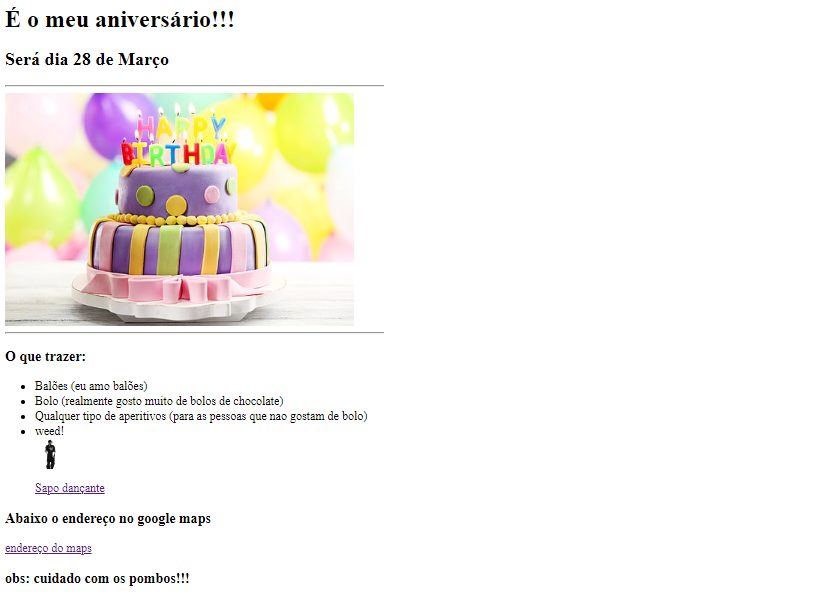 É o meu aniversário!!!
Será dia 28 de Março
HAPPY
BIRTHDAY
O que trazer:
Balões (eu amo balões)
Bolo (realmente gosto muito de bolos de chocolate)
Qualquer tipo de aperitivos (para as pessoas que nao gostam de bolo)
weed!
Sapo dançante
Abaixo o endereço no google maps
endereço do maps
obs: cuidado com os pombos!!!